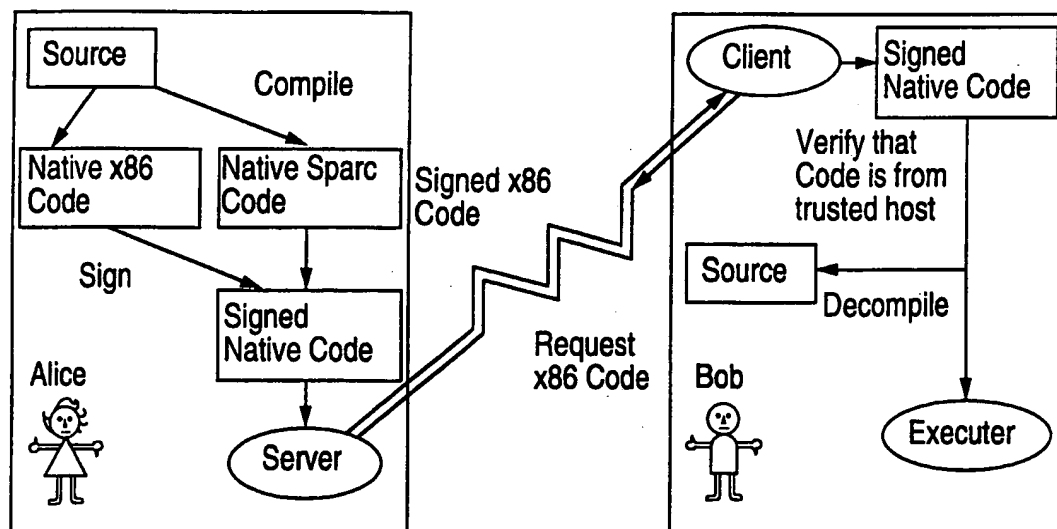 Source
Compile
Native x86
Code
Native Sparc
Code
Sign
Signed
Native Code
Alice
Server
Signed x86
Code
Request
x86 Code
Client
Signed
Native Code
Verify that
Code is from
trusted host
Source
Decompile
Bob
Executer